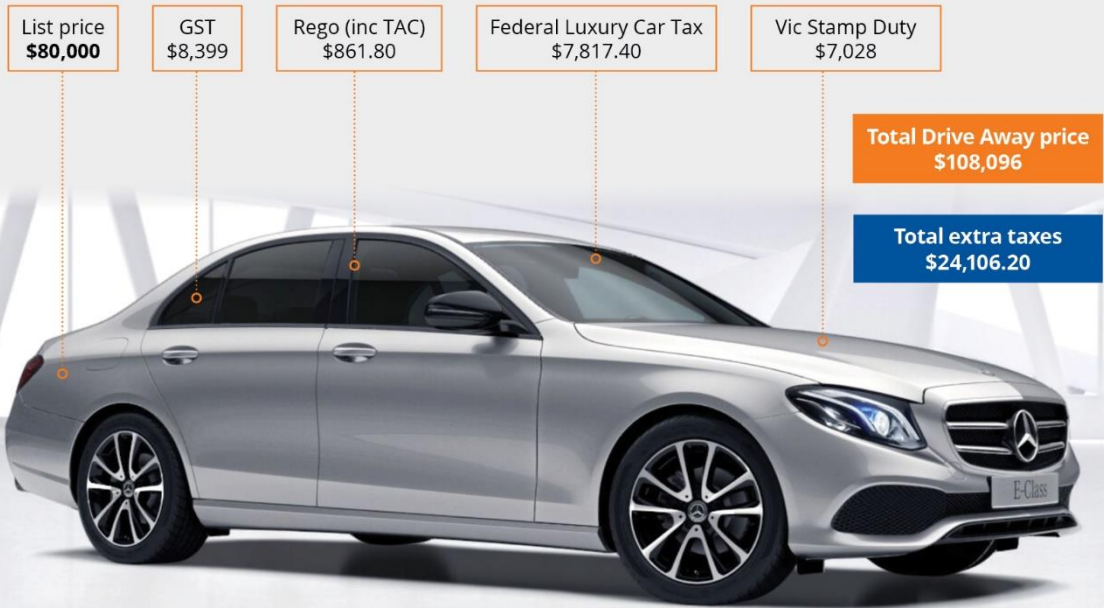 List price
$80,000
GST
$8,399
Rego (inc TAC)
$861.80
Federal Luxury Car Tax
$7,817.40
Vic Stamp Duty
$7,028
Total Drive Away price
$108,096
Total extra taxes
$24,106.20
E-Class